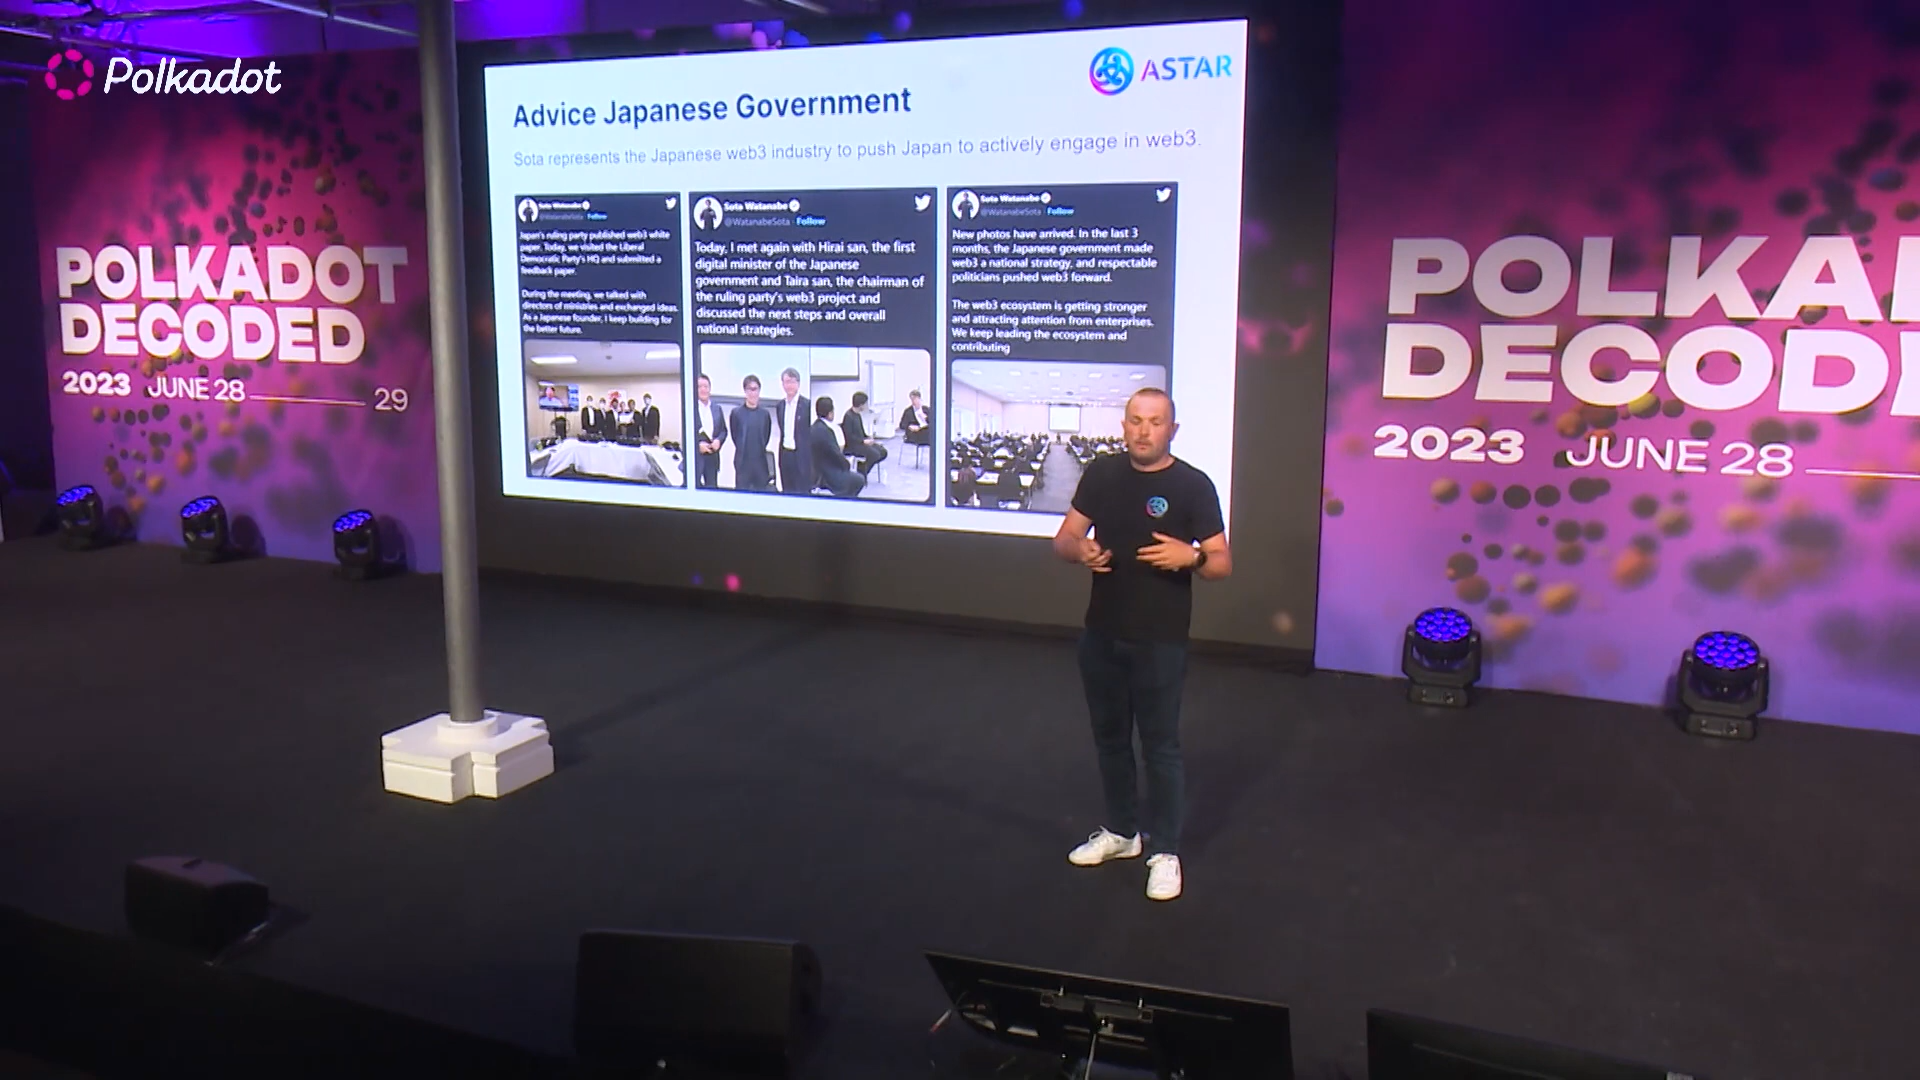 Polkadot
POLKADOT
DECODED
2023 JUNE 28 29
ASTAR
Advice Japanese Government
Sota represents the Japanese web3 industry to push Japan to actively engage in web3.
Sota Watanabe
@WatanabeSota · Follow
Japan's ruling party published web3 white
paper. Today, we visited the Liberal
Democratic Party's HQ and submitted a
feedback paper.
During the meeting, we talked with
directors of ministries and exchanged ideas.
As a Japanese founder, I keep building for
the better future.
Sota Watanabe
@WatanabeSota · Follow
Today, I met again with Hirai san, the first
digital minister of the Japanese
government and Taira san, the chairman of
the ruling party's web3 project and
discussed the next steps and overall
national strategies.
Sota Watanabe
@WatanabeSota · Follow
New photos have arrived. In the last 3
months, the Japanese government made
web3 a national strategy, and respectable
politicians pushed web3 forward.
The web3 ecosystem is getting stronger
and attracting attention from enterprises.
We keep leading the ecosystem and
contributing
POLKA
DECOD
2023 JUNE 28